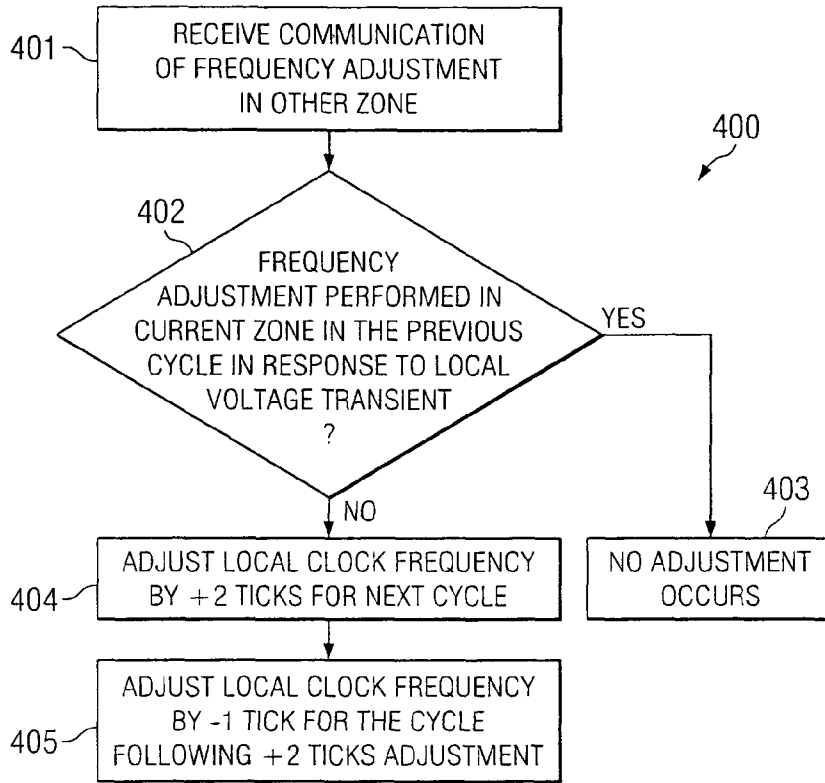 401
RECEIVE COMMUNICATION
OF FREQUENCY ADJUSTMENT
IN OTHER ZONE
400
402
FREQUENCY
ADJUSTMENT PERFORMED IN
CURRENT ZONE IN THE PREVIOUS
CYCLE IN RESPONSE TO LOCAL
VOLTAGE TRANSIENT
?
YES
NO
403
NO ADJUSTMENT
OCCURS
404
ADJUST LOCAL CLOCK FREQUENCY
BY +2 TICKS FOR NEXT CYCLE
405
ADJUST LOCAL CLOCK FREQUENCY
BY -1 TICK FOR THE CYCLE
FOLLOWING +2 TICKS ADJUSTMENT